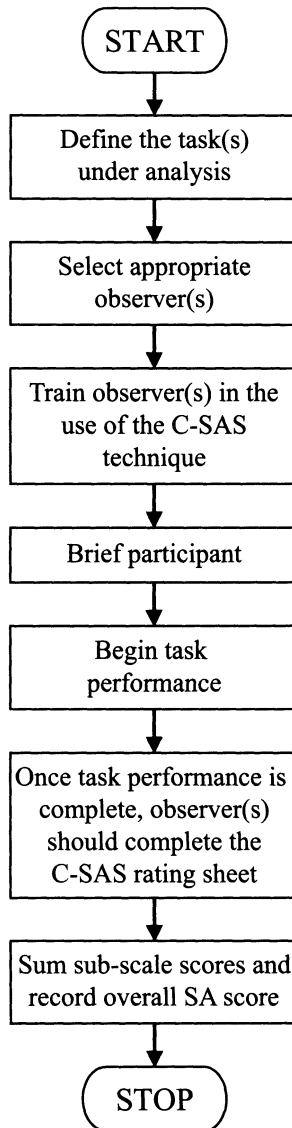 START
Define the task(s)
under analysis
Select appropriate
observer(s)
Train observer(s) in the
use of the C-SAS
technique
Brief participant
Begin task
performance
Once task performance is
complete, observer(s)
should complete the
C-SAS rating sheet
Sum sub-scale scores and
record overall SA score
STOP